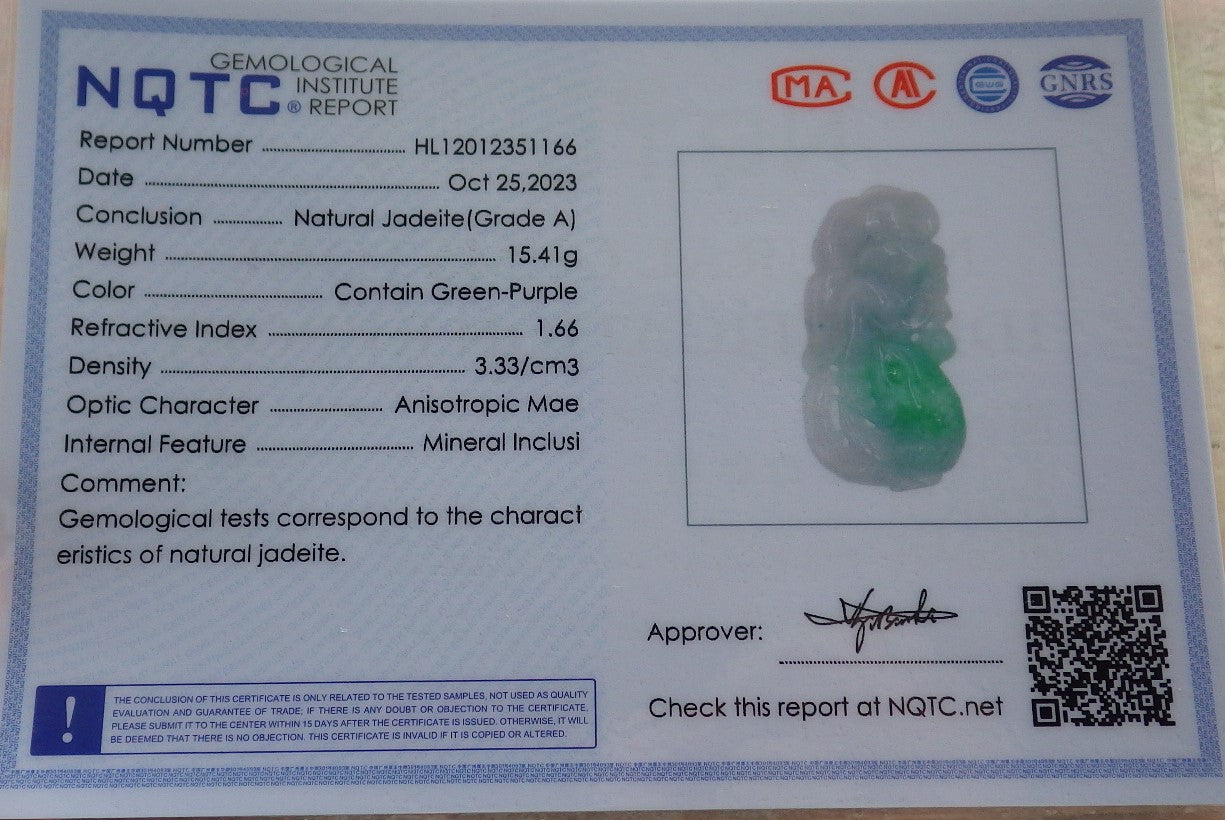 NQTC®
GEMOLOGICAL
INSTITUTE
REPORT
MA
AL
CNAS
GNRS
Report Number ........ HL12012351166
Date ........ Oct 25,2023
Conclusion ........ Natural Jadeite(Grade A)
Weight ........ 15.41g
Color ........ Contain Green-Purple
Refractive Index ........ 1.66
Density ........ 3.33/cm3
Optic Character ........ Anisotropic Mae
Internal Feature ........ Mineral Inclusi
Comment:
Gemological tests correspond to the charact
eristics of natural jadeite.
Approver:
Check this report at NQTC.net
!
THE CONCLUSION OF THIS CERTIFICATE IS ONLY RELATED TO THE TESTED SAMPLES, NOT USED AS QUALITY
EVALUATION AND GUARANTEE OF TRADE; IF THERE IS ANY DOUBT OR OBJECTION TO THE CERTIFICATE,
PLEASE SUBMIT IT TO THE CENTER WITHIN 15 DAYS AFTER THE CERTIFICATE IS ISSUED. OTHERWISE, IT WILL
BE DEEMED THAT THERE IS NO OBJECTION. THIS CERTIFICATE IS INVALID IF IT IS COPIED OR ALTERED.